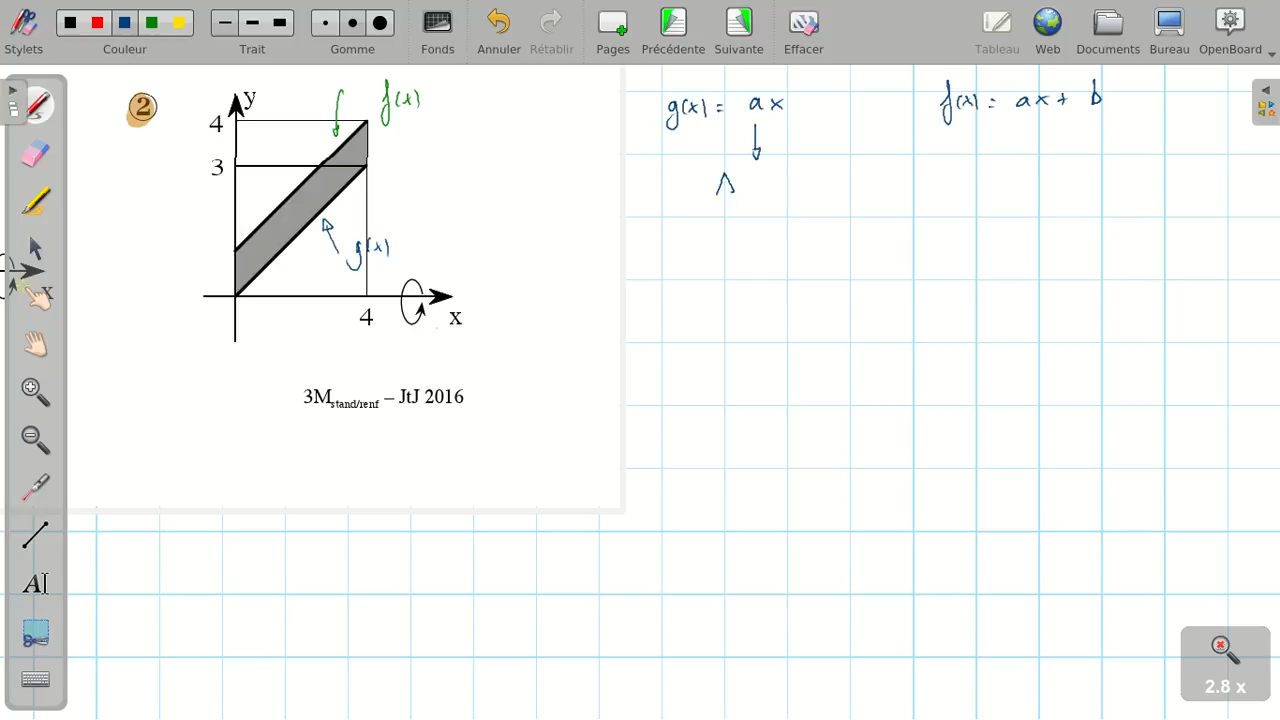 Stylets Couleur Trait Gomme Fonds Annuler Rétablir Pages Précédente Suivante Effacer Tableau Web Documents Bureau OpenBoard
2
y
f(x)
4
3
g(x)
4
x
x
3Mstand/renf – JtJ 2016
g(x) = ax
f(x) = ax + b
A
2.8 x